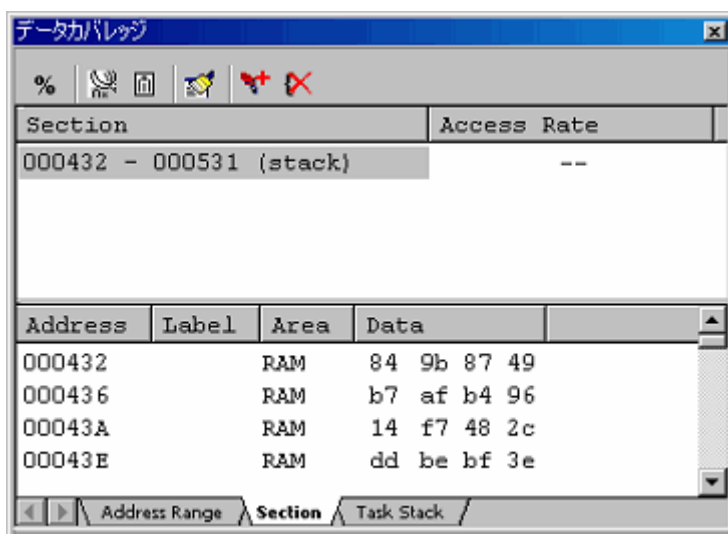 データカバレッジ
%
Section Access Rate
000432 - 000531 (stack) --
Address Label Area Data
000432 RAM 84 9b 87 49
000436 RAM b7 af b4 96
00043A RAM 14 f7 48 2c
00043E RAM dd be bf 3e
Address Range Section Task Stack